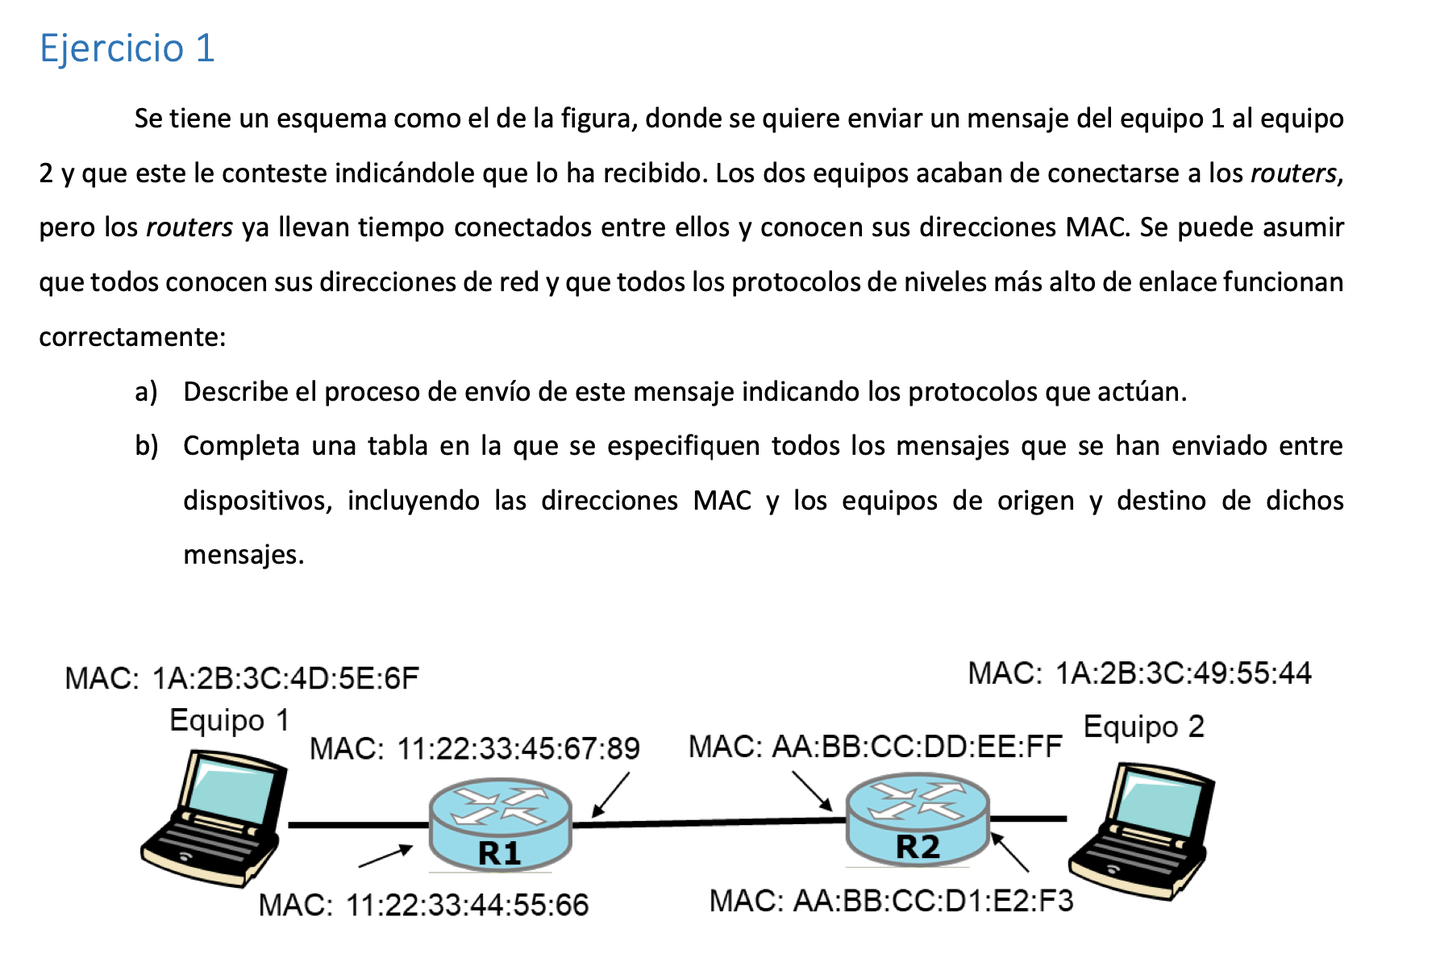 Ejercicio 1
Se tiene un esquema como el de la figura, donde se quiere enviar un mensaje del equipo 1 al equipo
2 y que este le conteste indicándole que lo ha recibido. Los dos equipos acaban de conectarse a los routers,
pero los routers ya llevan tiempo conectados entre ellos y conocen sus direcciones MAC. Se puede asumir
que todos conocen sus direcciones de red y que todos los protocolos de niveles más alto de enlace funcionan
correctamente:
a) Describe el proceso de envío de este mensaje indicando los protocolos que actúan.
b) Completa una tabla en la que se especifiquen todos los mensajes que se han enviado entre
dispositivos, incluyendo las direcciones MAC y los equipos de origen y destino de dichos
mensajes.
MAC: 1A:2B:3C:4D:5E:6F
MAC: 1A:2B:3C:49:55:44
Equipo 1
Equipo 2
MAC: 11:22:33:45:67:89
MAC: AA:BB:CC:DD:EE:FF
R1
R2
MAC: 11:22:33:44:55:66
MAC: AA:BB:CC:D1:E2:F3